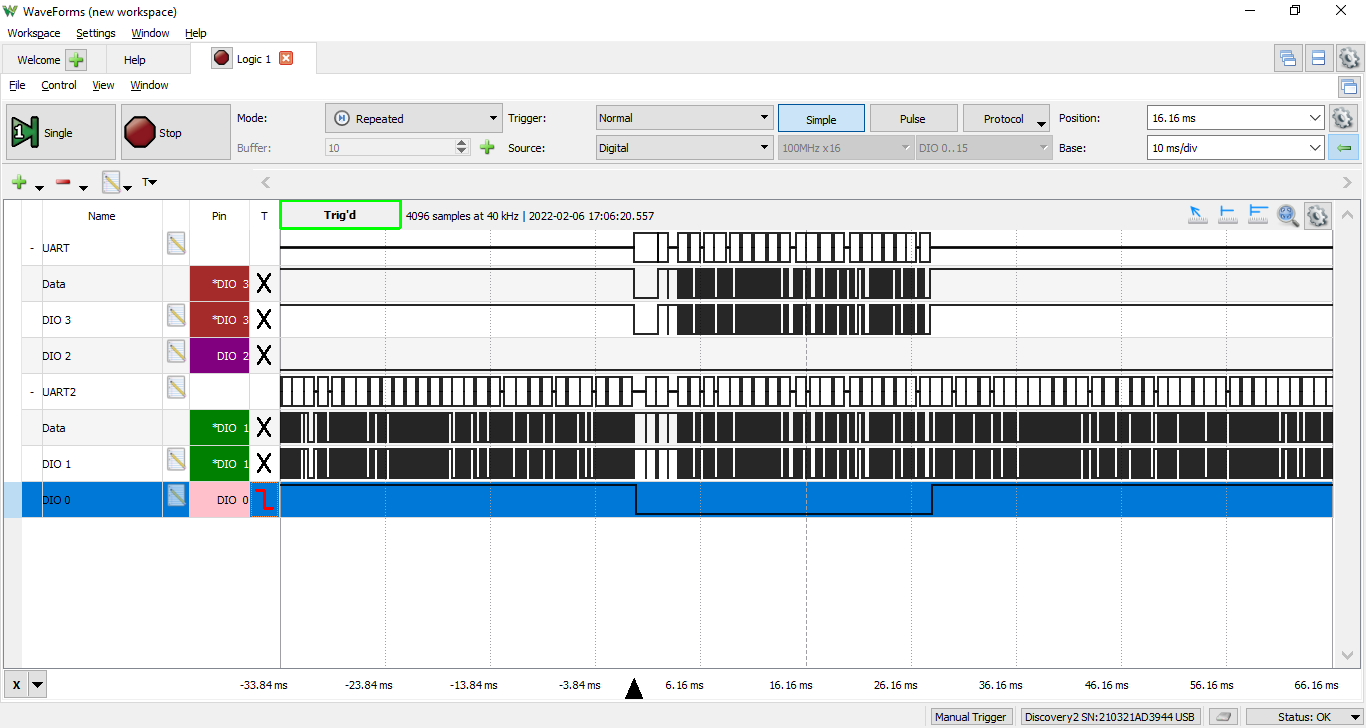 WaveForms (new workspace)
Workspace Settings Window Help
Welcome Help Logic 1
File Control View Window
Single Stop Mode: Repeated Trigger: Normal Simple Pulse Protocol Position: 16.16 ms
Buffer: 10 Source: Digital 100MHz x16 DIO 0..15 Base: 10 ms/div
T
Name Pin T Trig'd 4096 samples at 40 kHz | 2022-02-06 17:06:20.557
- UART
Data *DIO 3 X
DIO 3 *DIO 3 X
DIO 2 DIO 2 X
- UART2
Data *DIO 1 X
DIO 1 *DIO 1 X
DIO 0 DIO 0
X -33.84 ms -23.84 ms -13.84 ms -3.84 ms 6.16 ms 16.16 ms 26.16 ms 36.16 ms 46.16 ms 56.16 ms 66.16 ms
Manual Trigger Discovery2 SN:210321AD3944 USB Status: OK